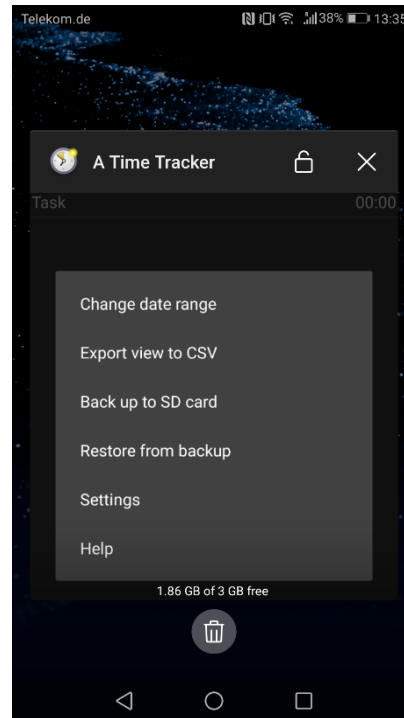 Telekom.de 38% 13:35
A Time Tracker
Task 00:00
Change date range
Export view to CSV
Back up to SD card
Restore from backup
Settings
Help
1.86 GB of 3 GB free